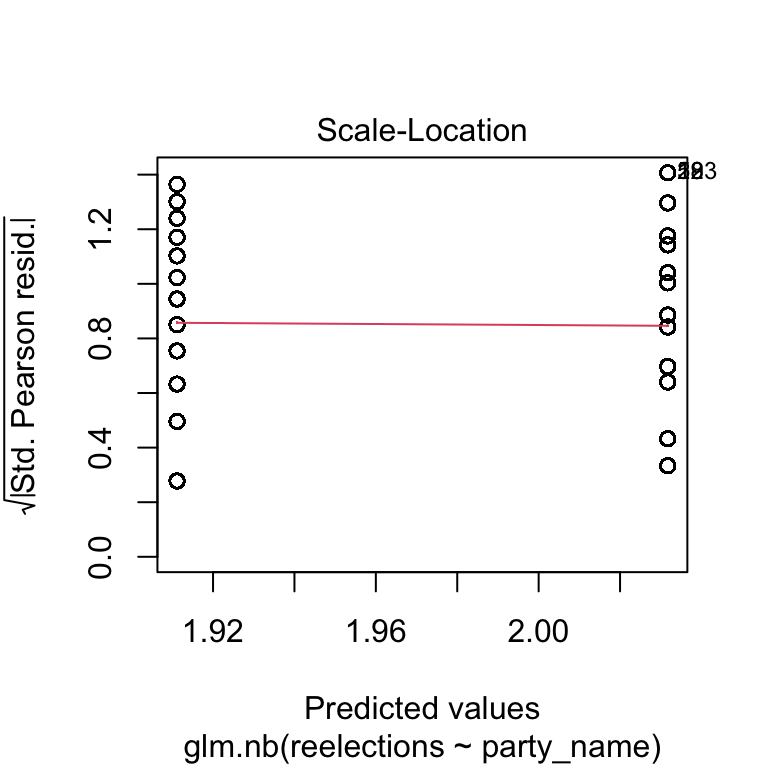 Scale-Location
√|Std. Pearson resid.|
1.2
0.8
0.4
0.0
1.92 1.96 2.00
Predicted values
glm.nb(reelections ~ party_name)